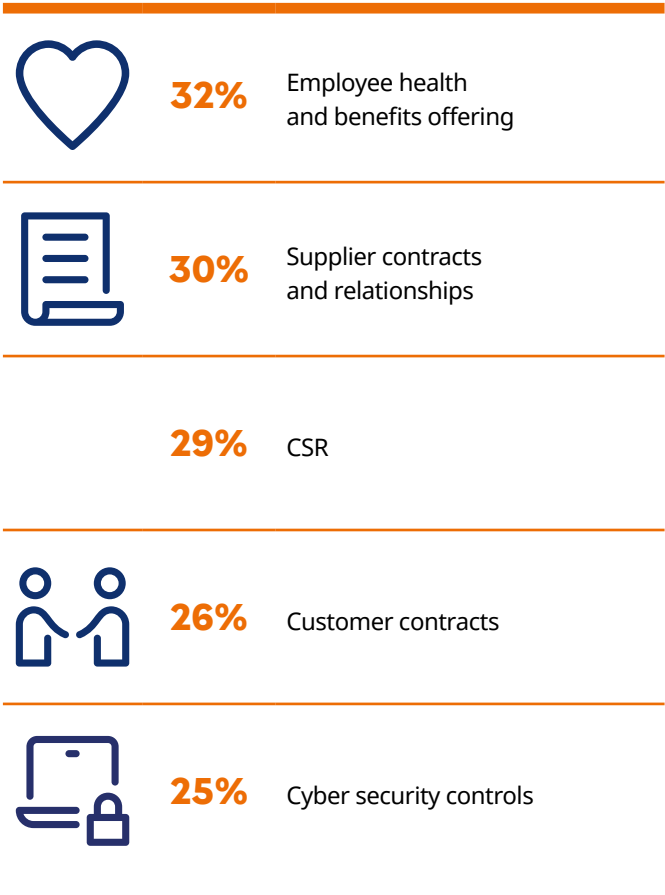 32%
Employee health
and benefits offering
30%
Supplier contracts
and relationships
29%
CSR
26%
Customer contracts
25%
Cyber security controls